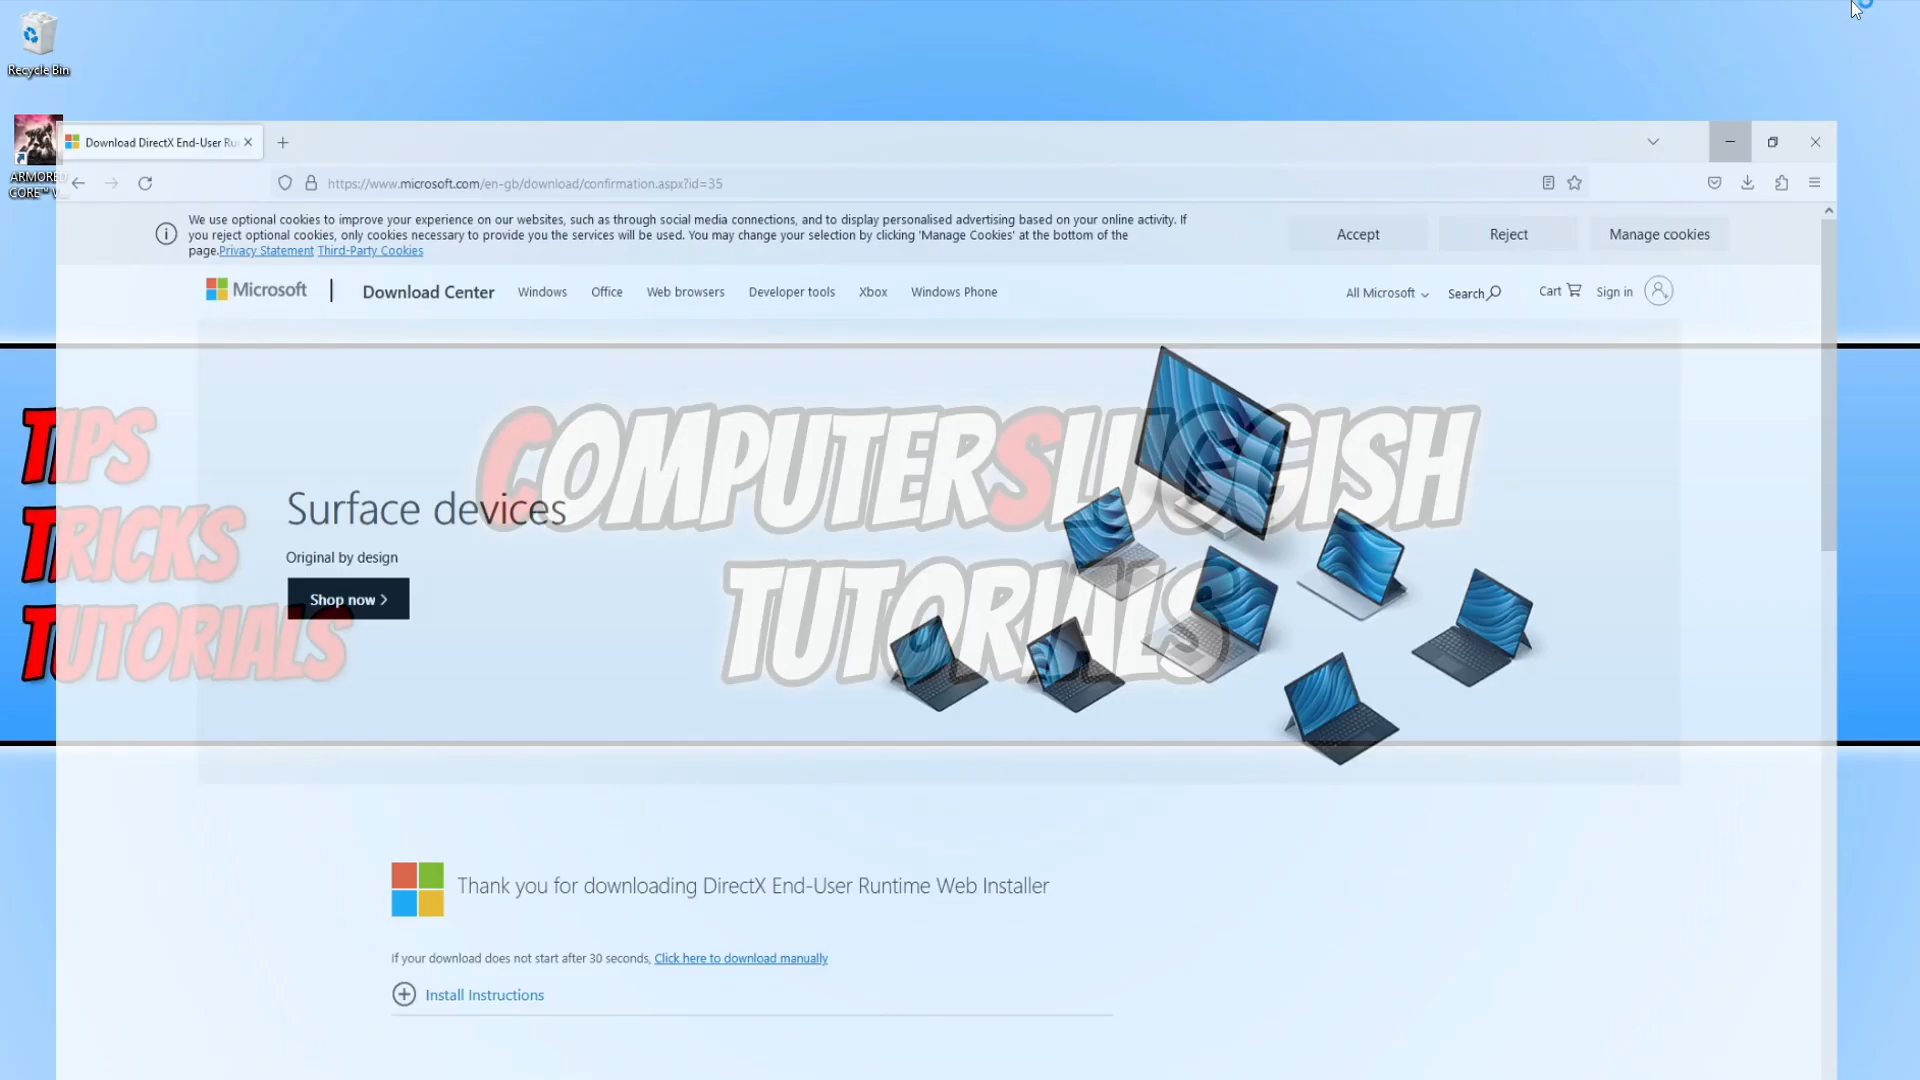 Recycle Bin
ARMORED
CORE™ V
Download DirectX End-User Ru
https://www.microsoft.com/en-gb/download/confirmation.aspx?id=35
We use optional cookies to improve your experience on our websites, such as through social media connections, and to display personalised advertising based on your online activity. If
you reject optional cookies, only cookies necessary to provide you the services will be used. You may change your selection by clicking 'Manage Cookies' at the bottom of the
page.Privacy Statement Third-Party Cookies
Accept
Reject
Manage cookies
Microsoft
Download Center
Windows
Office
Web browsers
Developer tools
Xbox
Windows Phone
All Microsoft
Search
Cart
Sign in
TIPS
TRICKS
TUTORIALS
COMPUTERSLUGGISH
TUTORIALS
Surface devices
Original by design
Shop now >
Thank you for downloading DirectX End-User Runtime Web Installer
If your download does not start after 30 seconds, Click here to download manually
Install Instructions